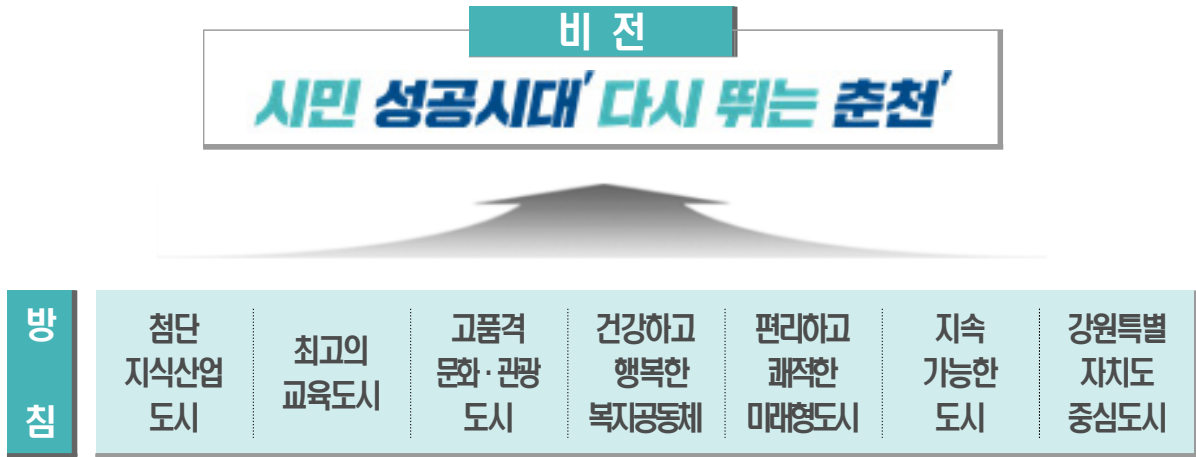 비 전
시민 성공시대′ 다시 뛰는 춘천′
방
침
첨단
지식산업
도시
최고의
교육도시
고품격
문화·관광
도시
건강하고
행복한
복지공동체
편리하고
쾌적한
미래형도시
지속
가능한
도시
강원특별
자치도
중심도시